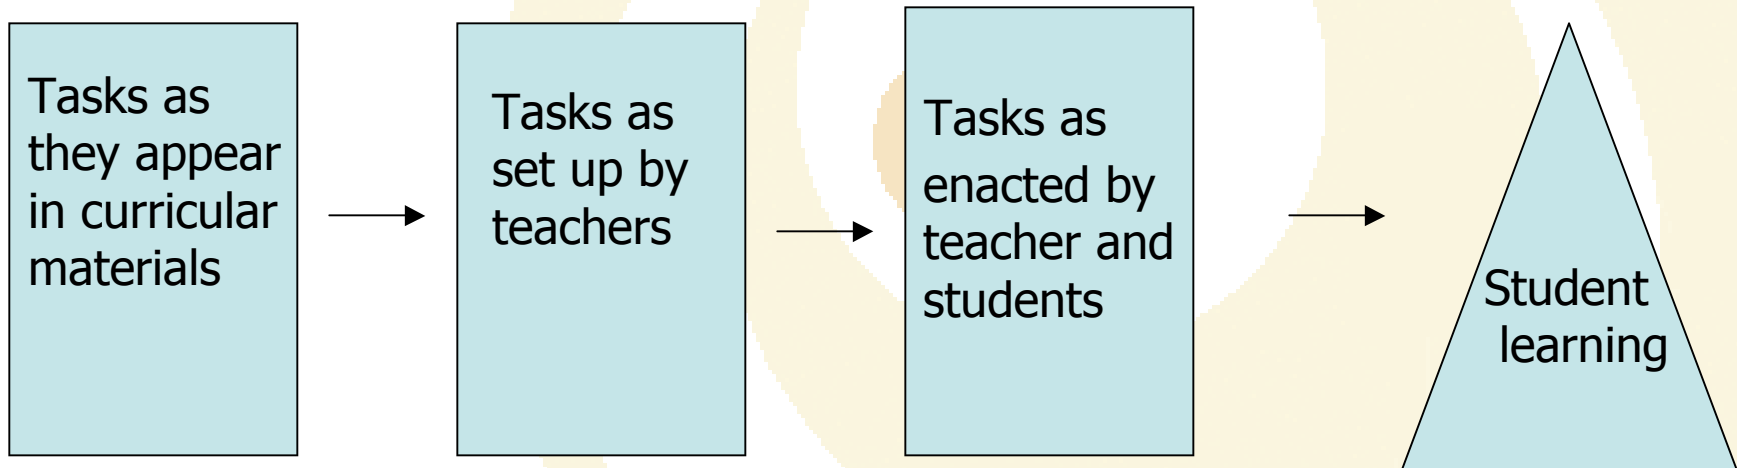 Tasks as
they appear
in curricular
materials
Tasks as
set up by
teachers
Tasks as
enacted by
teacher and
students
Student
learning